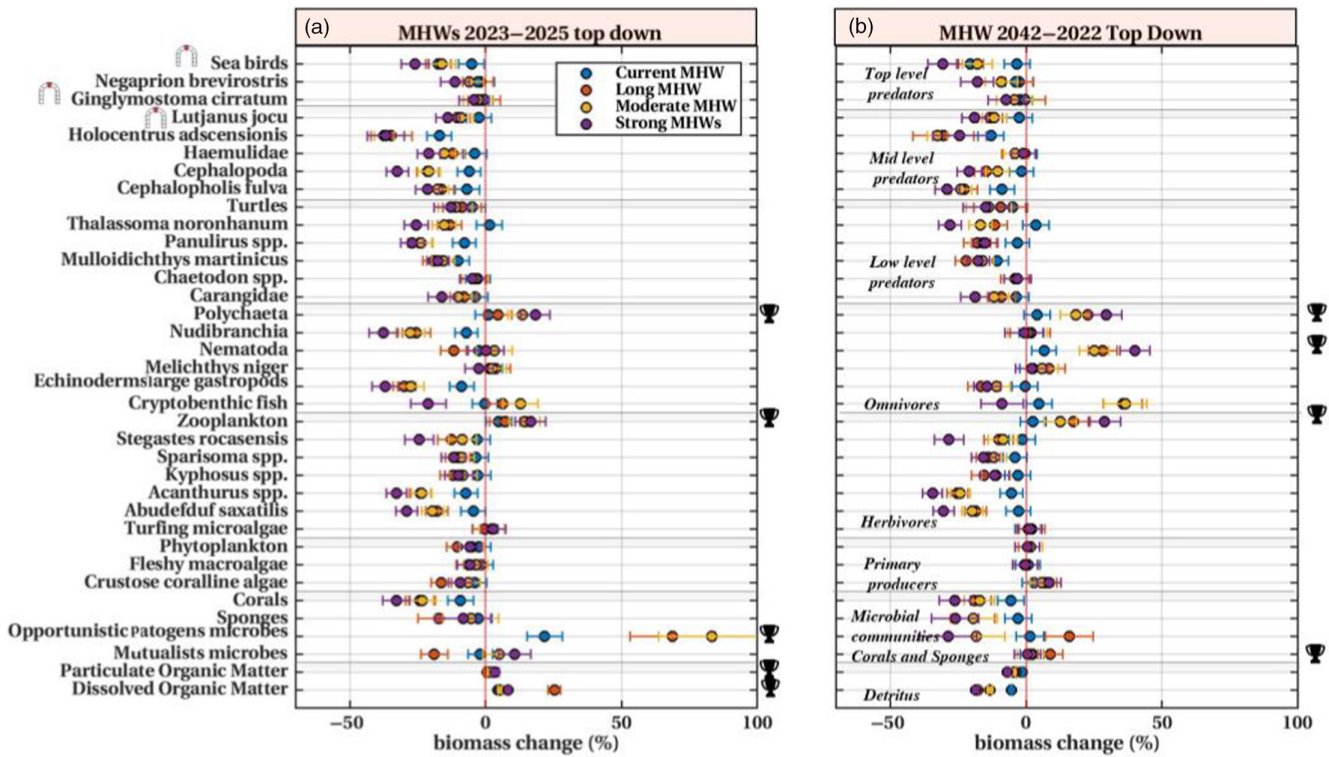 (a)
MHWs 2023–2025 top down
(b)
MHW 2042–2022 Top Down
Sea birds
Negaprion brevirostris
Ginglymostoma cirratum
Lutjanus jocu
Holocentrus adscensionis
Haemulidae
Cephalopoda
Cephalopholis fulva
Turtles
Thalassoma noronhanum
Panulirus spp.
Mulloidichthys martinicus
Chaetodon spp.
Carangidae
Polychaeta
Nudibranchia
Nematoda
Melichthys niger
Echinodermslarge gastropods
Cryptobenthic fish
Zooplankton
Stegastes rocasensis
Sparisoma spp.
Kyphosus spp.
Acanthurus spp.
Abudefduf saxatilis
Turfing microalgae
Phytoplankton
Fleshy macroalgae
Crustose coralline algae
Corals
Sponges
Opportunistic Patogens microbes
Mutualists microbes
Particulate Organic Matter
Dissolved Organic Matter
Current MHW
Long MHW
Moderate MHW
Strong MHWs
Top level
predators
Mid level
predators
Low level
predators
Omnivores
Herbivores
Primary
producers
Microbial
communities
Corals and Sponges
Detritus
−50
0
50
100
biomass change (%)
−50
0
50
100
biomass change (%)